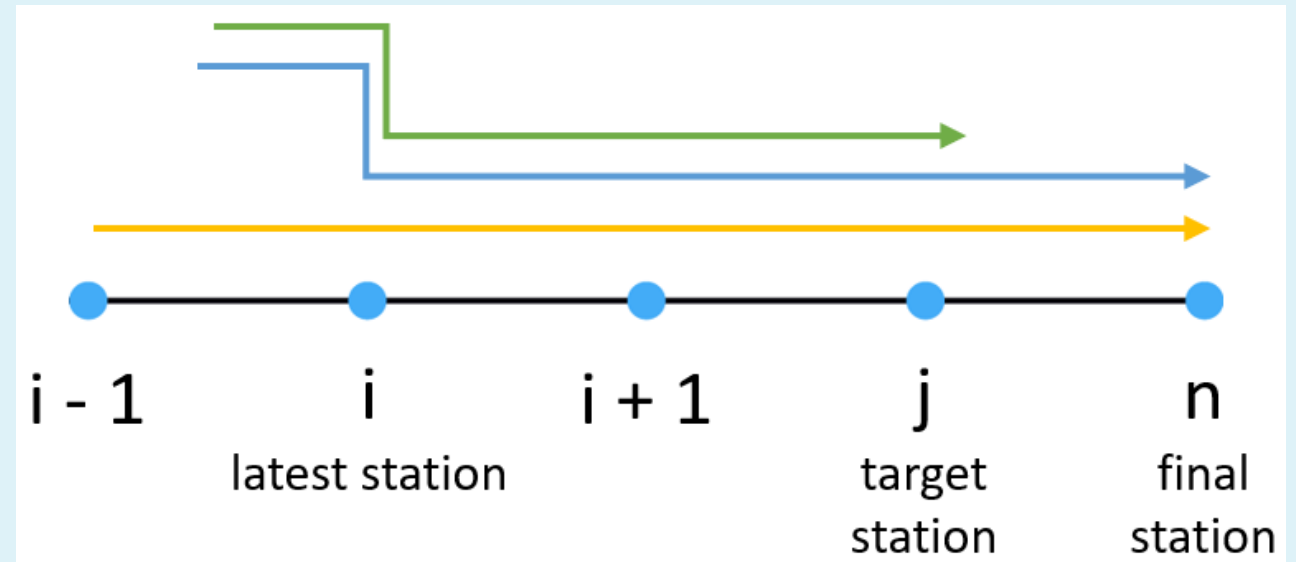 i - 1 i i + 1 j n
latest station target final
station station